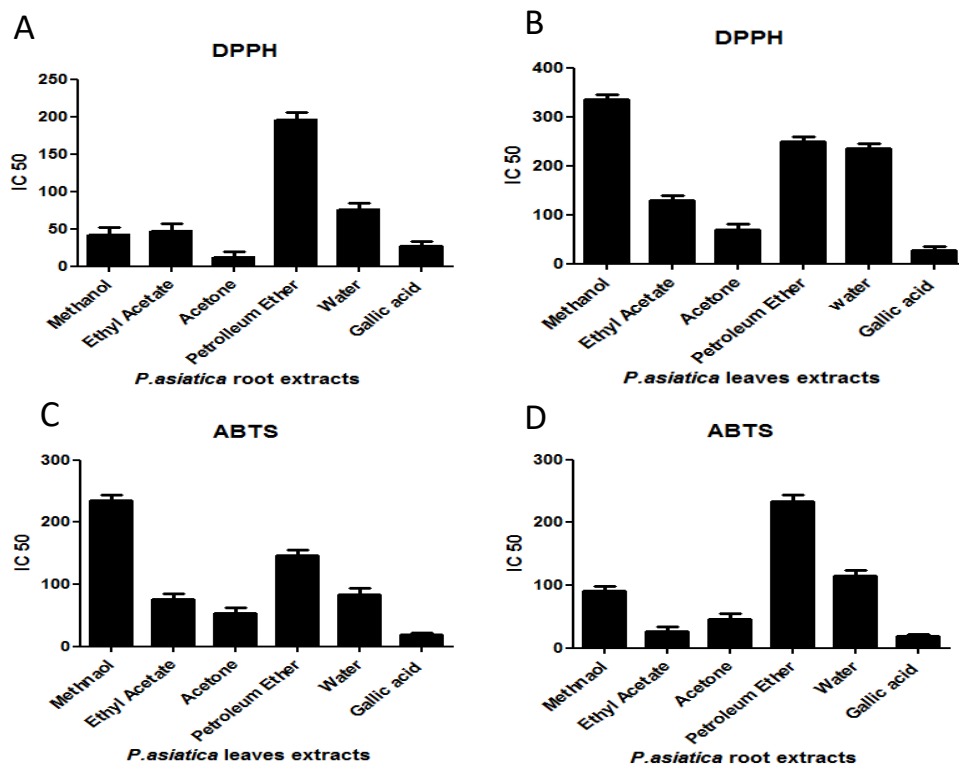 A
DPPH
IC 50
250
200
150
100
50
0
Methanol
Ethyl Acetate
Acetone
Petrolleum Ether
Water
Gallic acid
P.asiatica root extracts
B
DPPH
IC 50
400
300
200
100
0
Methanol
Ethyl Acetate
Acetone
Petroleum Ether
water
Gallic acid
P.asiatica leaves extracts
C
ABTS
IC 50
300
200
100
0
Methnaol
Ethyl Acetate
Acetone
Petroleum Ether
Water
Gallic acid
P.asiatica leaves extracts
D
ABTS
IC 50
300
200
100
0
Methnaol
Ethyl Acetate
Acetone
Petroleum Ether
Water
Gallic acid
P.asiatica root extracts